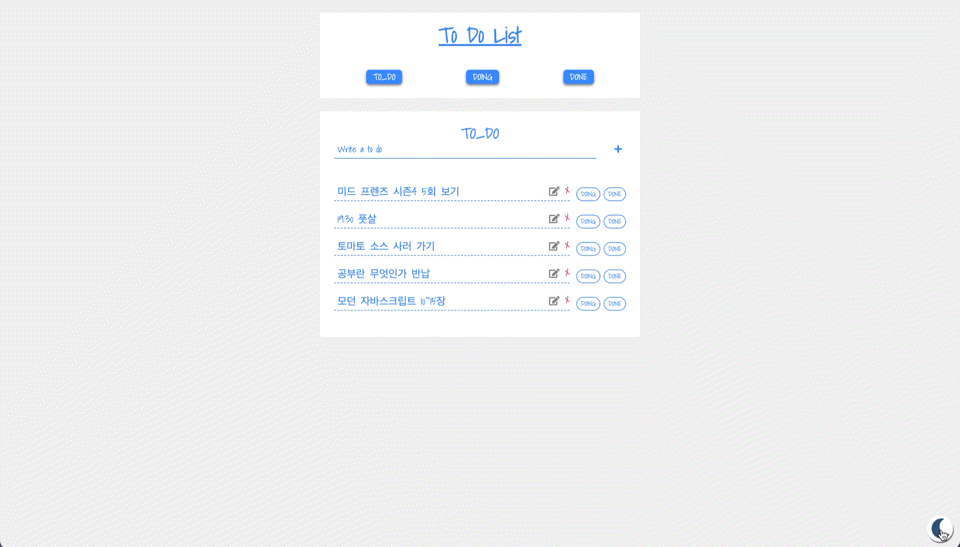 To Do List
TO_DO DOING DONE
TO_DO
Write a to do +
미드 프렌즈 시즌4 5회 보기 x DOING DONE
19:30 풋살 x DOING DONE
토마토 소스 사러 가기 x DOING DONE
공부란 무엇인가 반납 x DOING DONE
모던 자바스크립트 10~15장 x DOING DONE